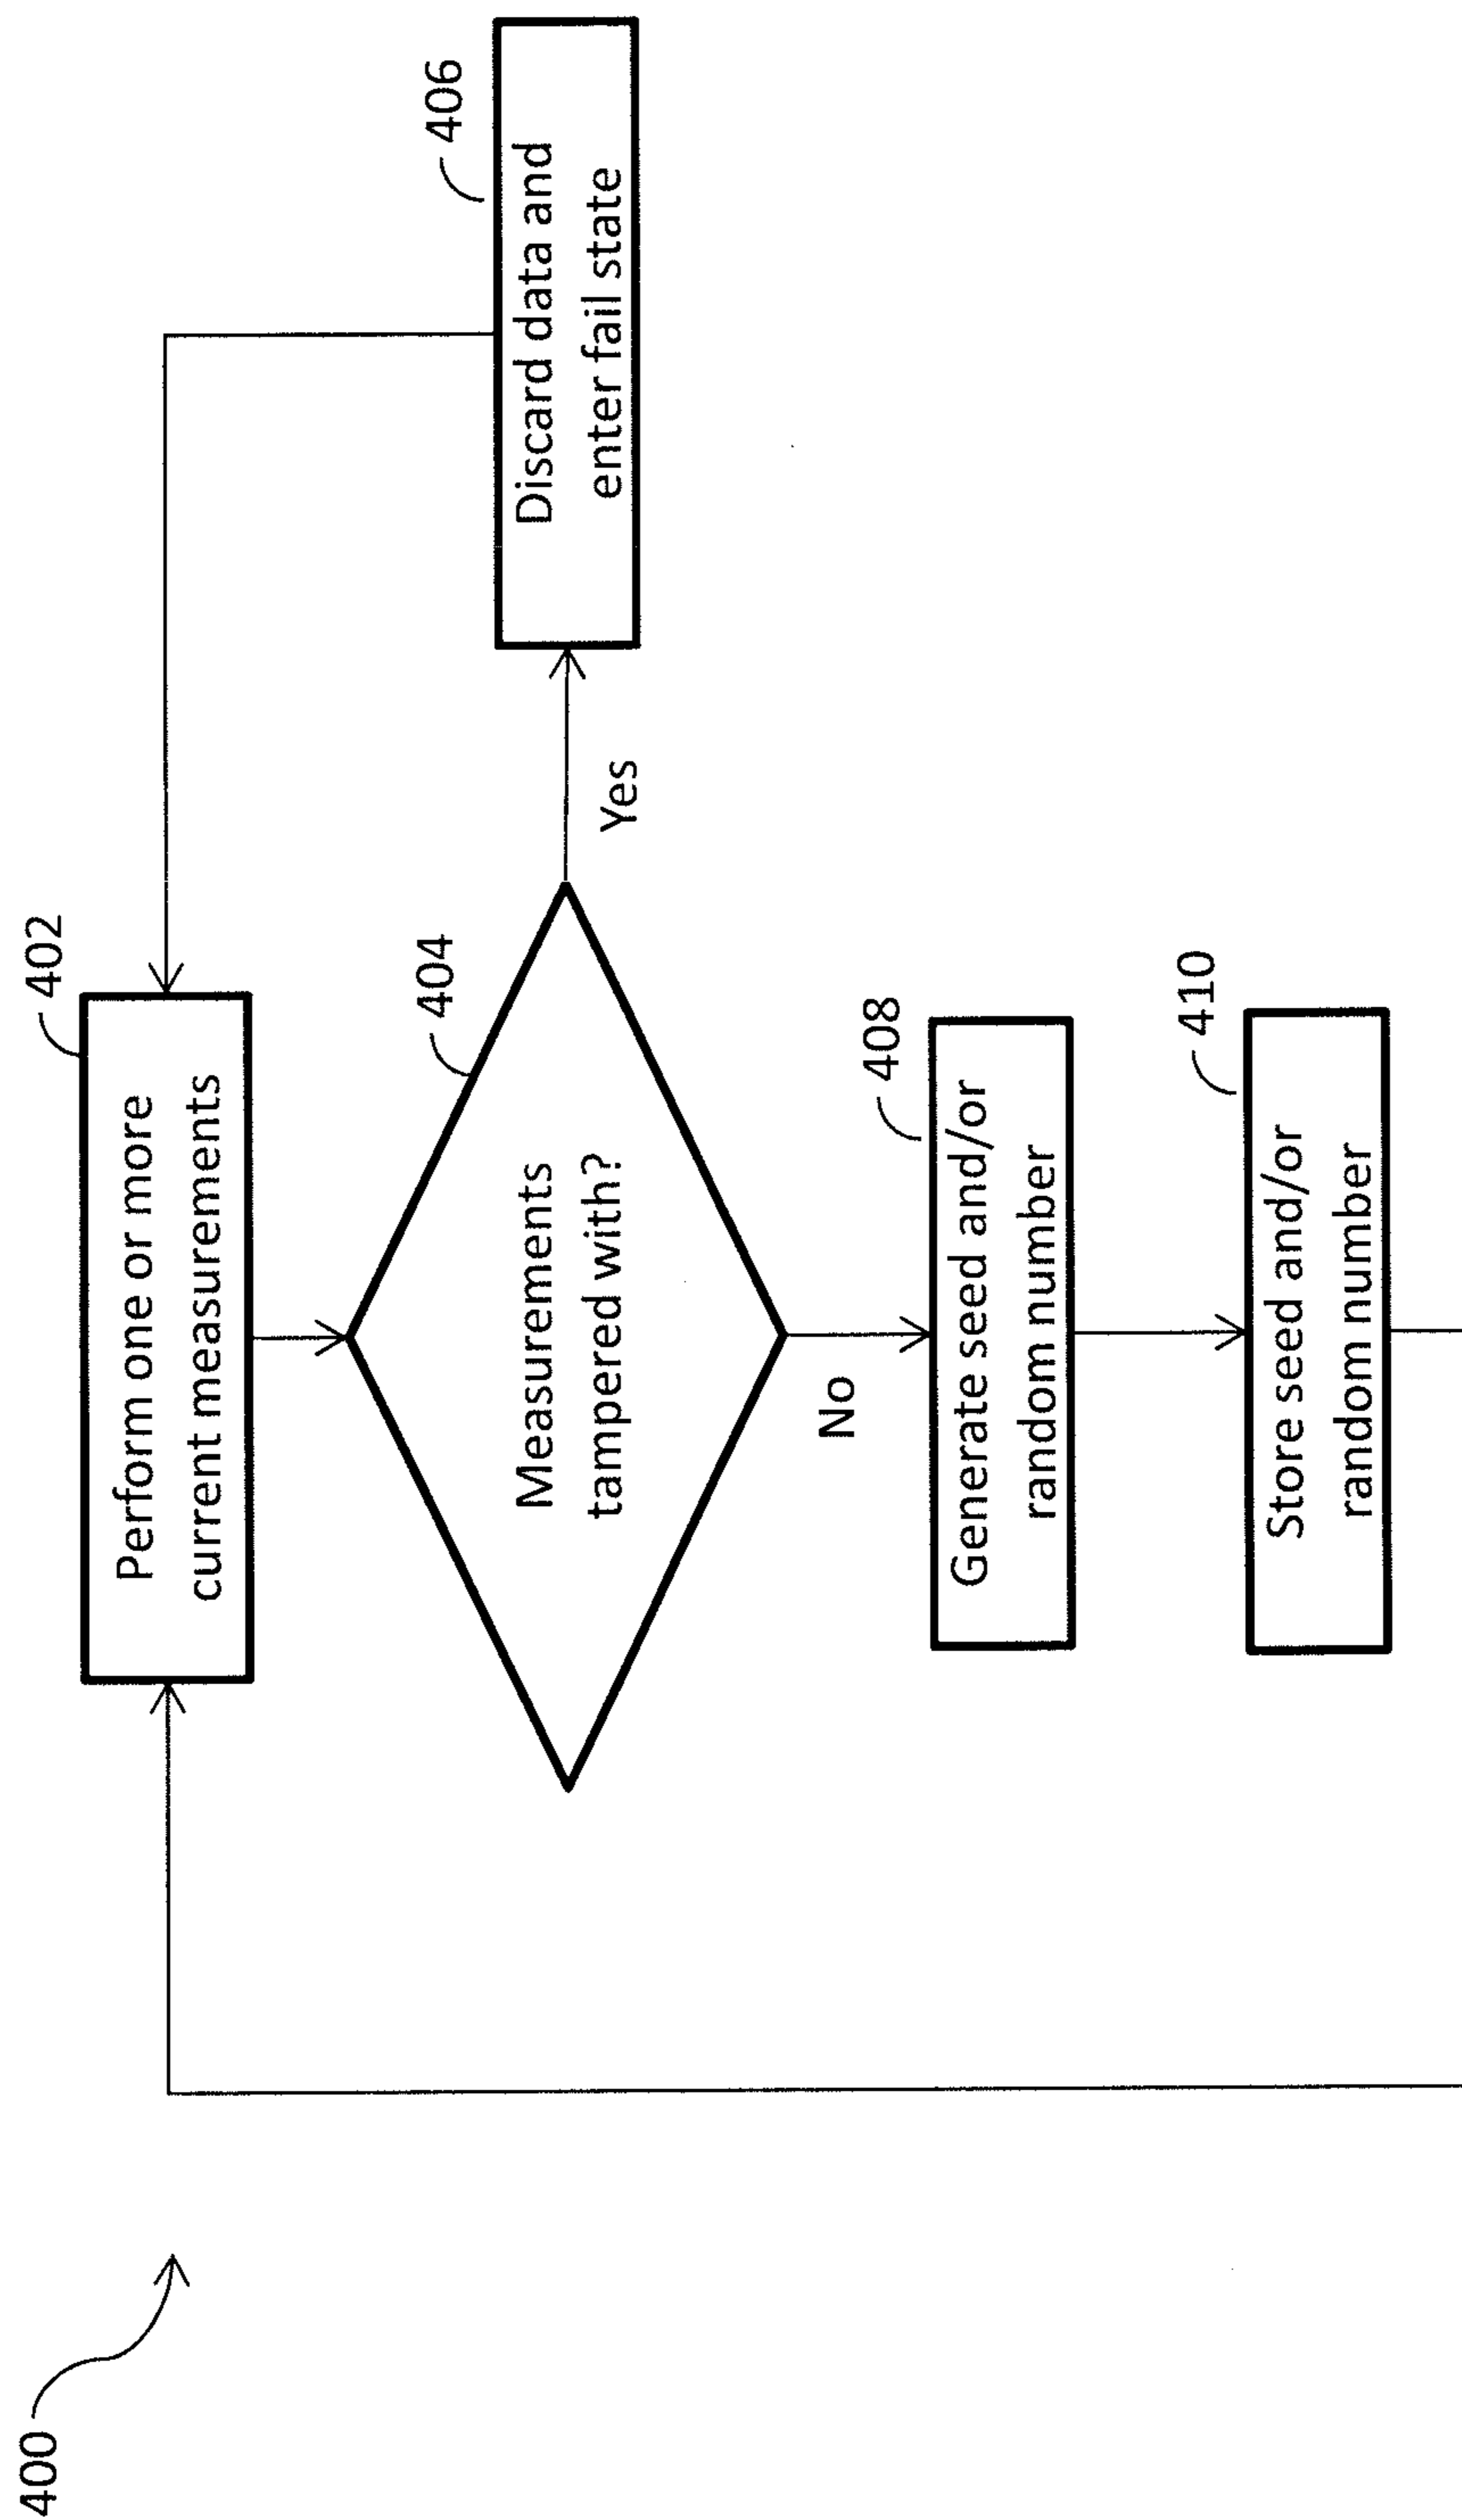 400
402
Perform one or more
current measurements
404
Measurements
tampered with?
Yes
406
Discard data and
enter fail state
No
408
Generate seed and/or
random number
410
Store seed and/or
random number